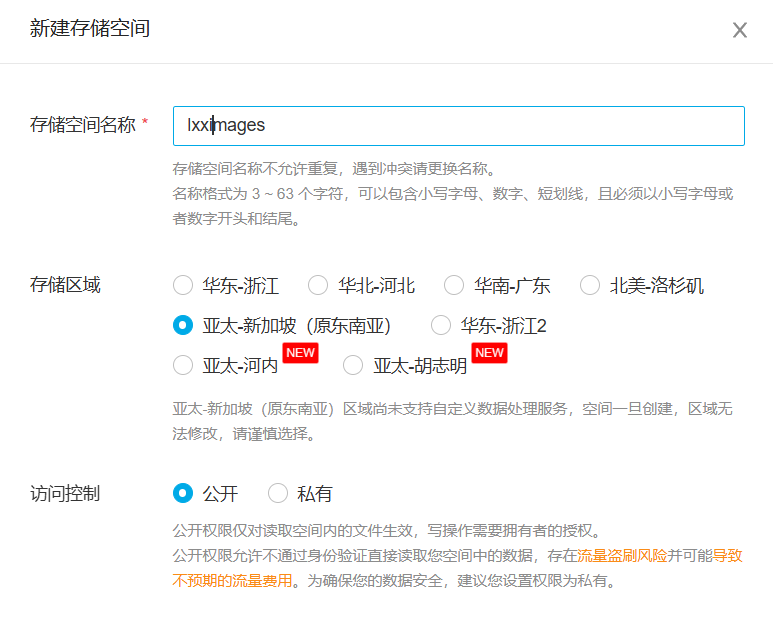 新建存储空间
存储空间名称 *
lxximages
存储空间名称不允许重复，遇到冲突请更换名称。
名称格式为 3 ~ 63 个字符，可以包含小写字母、数字、短划线，且必须以小写字母或
者数字开头和结尾。
存储区域
华东-浙江 华北-河北 华南-广东 北美-洛杉矶
亚太-新加坡（原东南亚） 华东-浙江2
亚太-河内 NEW 亚太-胡志明 NEW
亚太-新加坡（原东南亚）区域尚未支持自定义数据处理服务，空间一旦创建，区域无
法修改，请谨慎选择。
访问控制
公开 私有
公开权限仅对读取空间内的文件生效，写操作需要拥有者的授权。
公开权限允许不通过身份验证直接读取您空间中的数据，存在流量盗刷风险并可能导致
不预期的流量费用。为确保您的数据安全，建议您设置权限为私有。